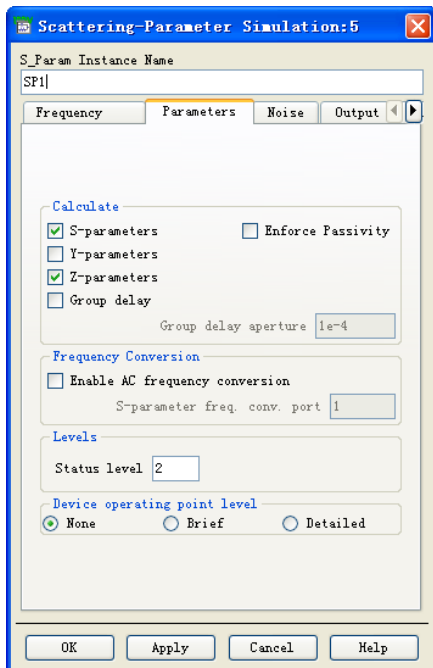 Scattering-Parameter Simulation:5
S_Param Instance Name
SP1
Frequency Parameters Noise Output
Calculate
S-parameters Enforce Passivity
Y-parameters
Z-parameters
Group delay
Group delay aperture 1e-4
Frequency Conversion
Enable AC frequency conversion
S-parameter freq. conv. port 1
Levels
Status level 2
Device operating point level
None Brief Detailed
OK Apply Cancel Help